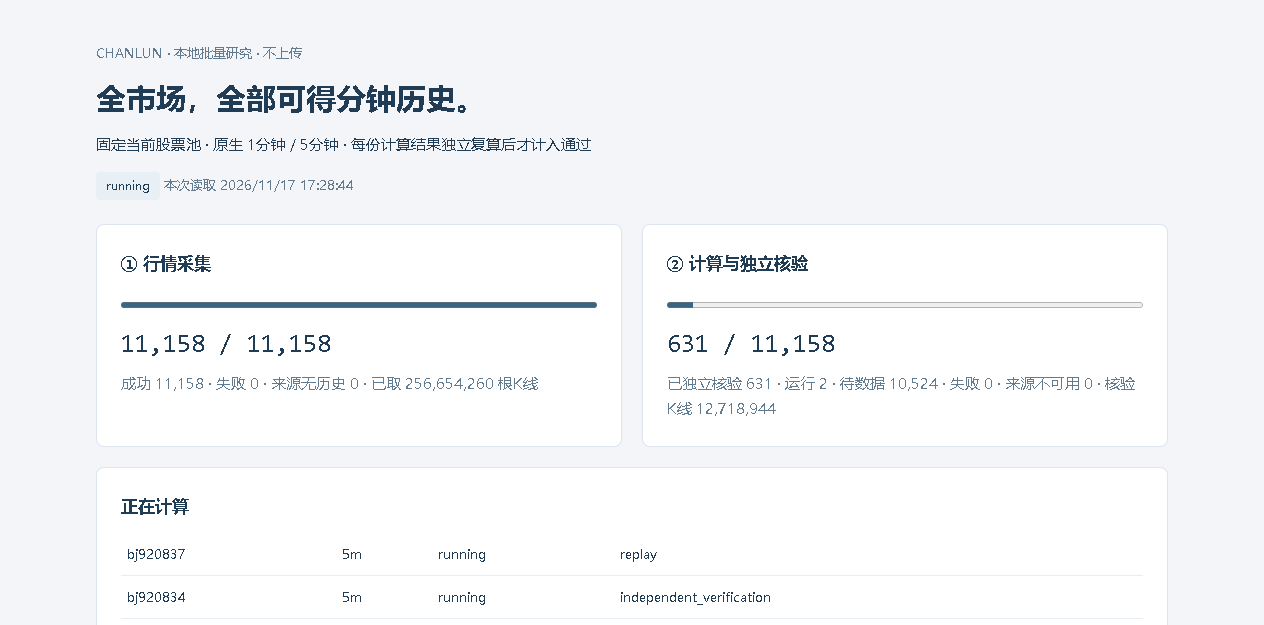 CHANLUN · 本地批量研究 · 不上传
全市场，全部可得分钟历史。
固定当前股票池 · 原生 1分钟 / 5分钟 · 每份计算结果独立复算后才计入通过
running 本次读取 2026/11/17 17:28:44
① 行情采集
11,158 / 11,158
成功 11,158 · 失败 0 · 来源无历史 0 · 已取 256,654,260 根K线
② 计算与独立核验
631 / 11,158
已独立核验 631 · 运行 2 · 待数据 10,524 · 失败 0 · 来源不可用 0 · 核验
K线 12,718,944
正在计算
bj920837 5m running replay
bj920834 5m running independent_verification